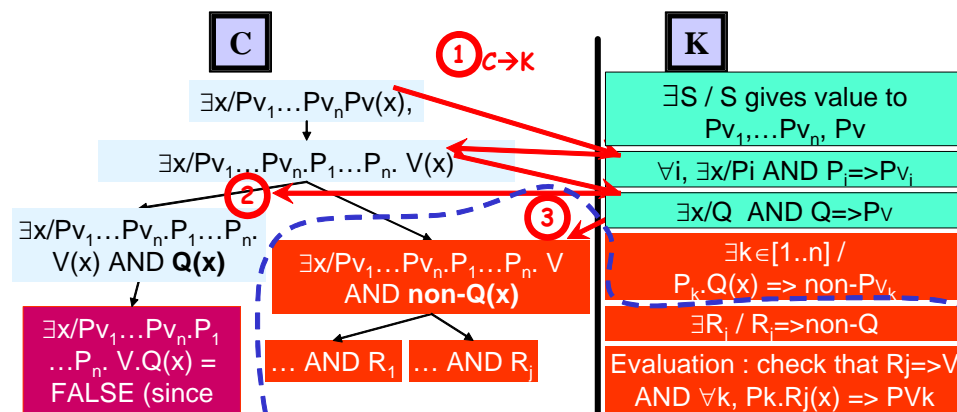 C
K
1 C→K
∃x/Pv₁…PvₙPv(x),
∃x/Pv₁…Pvₙ.P₁…Pₙ. V(x)
2
3
∃x/Pv₁…Pvₙ.P₁…Pₙ.
V(x) AND Q(x)
∃x/Pv₁…Pvₙ.P₁…Pₙ. V
AND non-Q(x)
∃x/Pv₁…Pvₙ.P₁
…Pₙ. V.Q(x) =
FALSE (since
… AND R₁
… AND Rⱼ
∃S / S gives value to
Pv₁,…Pvₙ, Pv
∀i, ∃x/Pi AND Pᵢ=>Pvᵢ
∃x/Q AND Q=>Pv
∃k∈[1..n] /
Pₖ.Q(x) => non-Pvₖ
∃Rⱼ / Rⱼ=>non-Q
Evaluation : check that Rj=>V
AND ∀k, Pk.Rj(x) => PVk